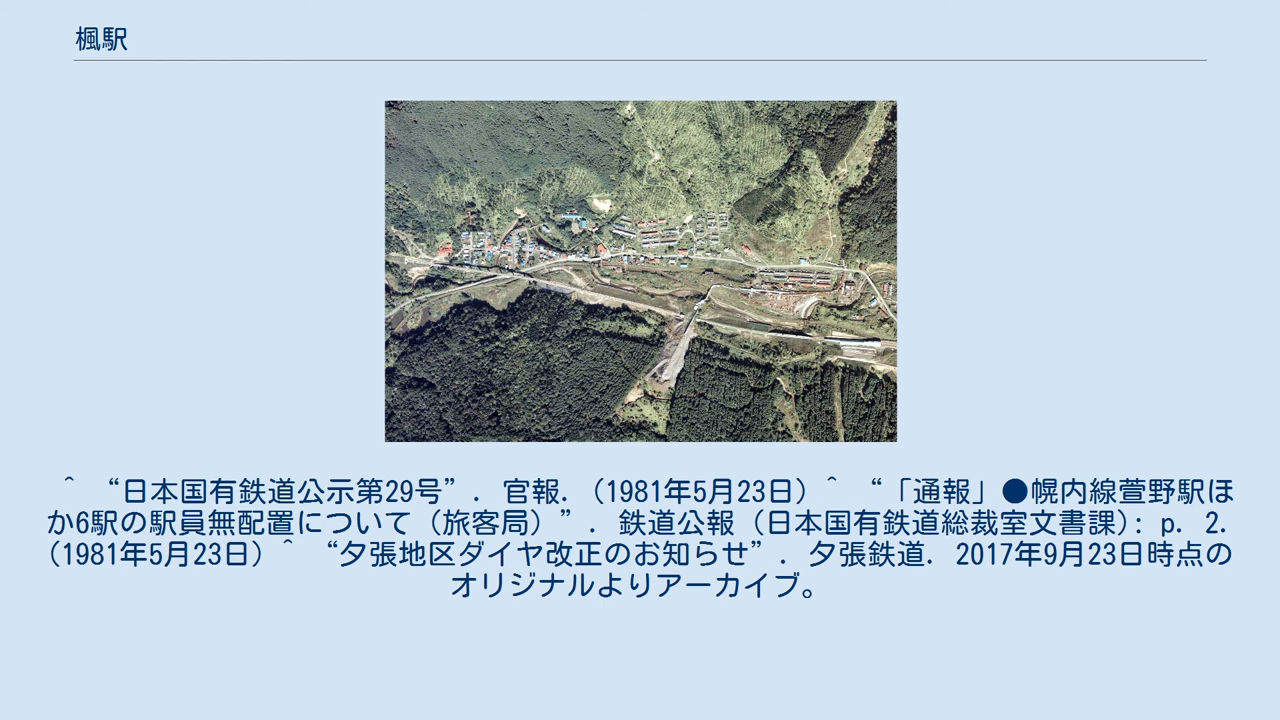 楓駅
^ “日本国有鉄道公示第29号”. 官報. (1981年5月23日) ^ “「通報」●幌内線萱野駅ほ
か6駅の駅員無配置について（旅客局）”. 鉄道公報 (日本国有鉄道総裁室文書課): p. 2.
(1981年5月23日) ^ “夕張地区ダイヤ改正のお知らせ”. 夕張鉄道. 2017年9月23日時点の
オリジナルよりアーカイブ。